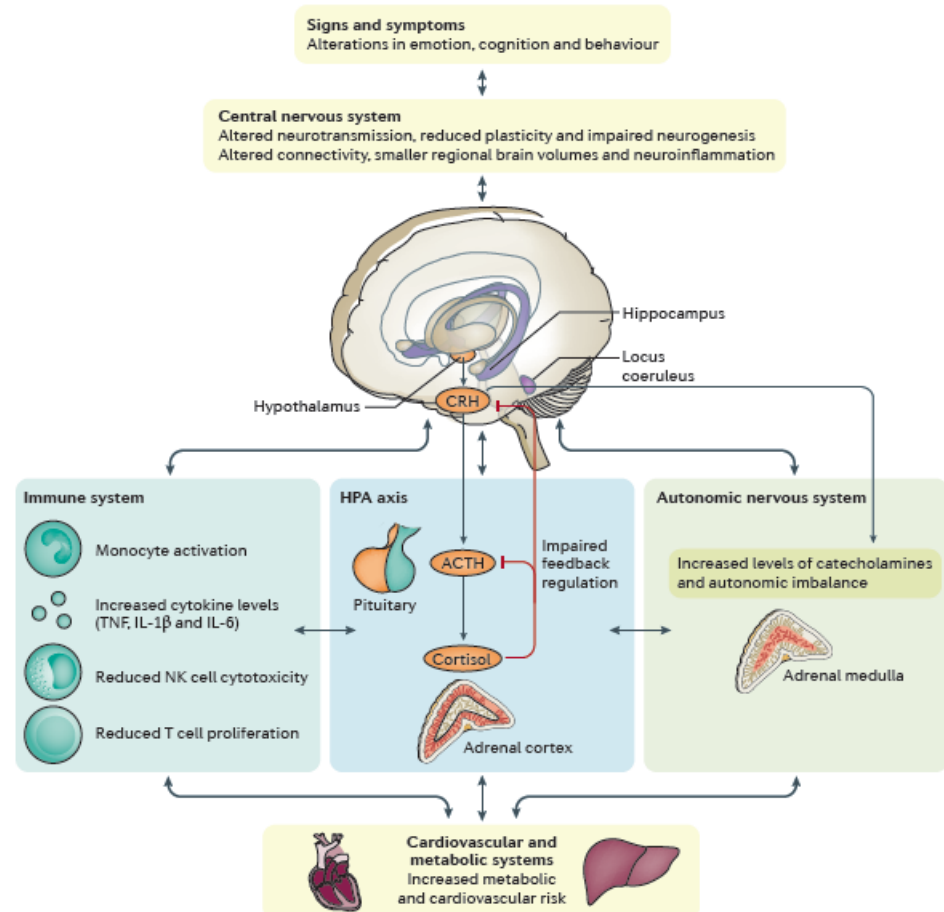 Signs and symptoms
Alterations in emotion, cognition and behaviour
Central nervous system
Altered neurotransmission, reduced plasticity and impaired neurogenesis
Altered connectivity, smaller regional brain volumes and neuroinflammation
Hippocampus
Locus
coeruleus
Hypothalamus
CRH
Immune system
Monocyte activation
Increased cytokine levels
(TNF, IL-1β and IL-6)
Reduced NK cell cytotoxicity
Reduced T cell proliferation
HPA axis
Pituitary
ACTH
Impaired
feedback
regulation
Cortisol
Adrenal cortex
Autonomic nervous system
Increased levels of catecholamines
and autonomic imbalance
Adrenal medulla
Cardiovascular and
metabolic systems
Increased metabolic
and cardiovascular risk